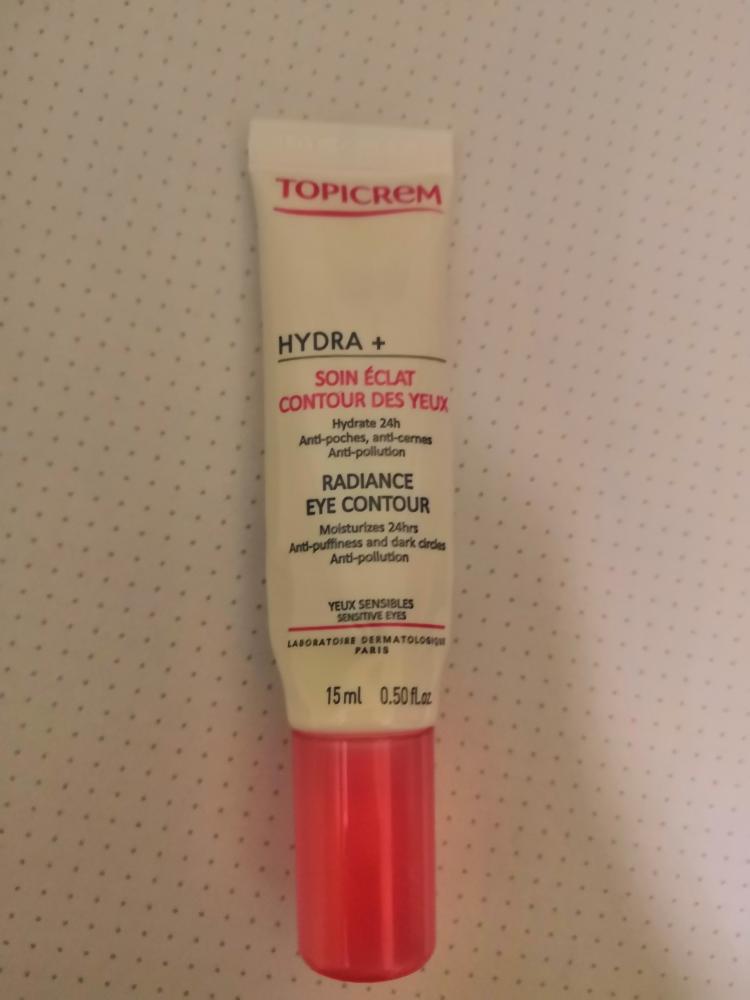 TOPICREM
HYDRA +
SOIN ÉCLAT
CONTOUR DES YEUX
Hydrate 24h
Anti-poches, anti-cernes
Anti-pollution
RADIANCE
EYE CONTOUR
Moisturizes 24hrs
Anti-puffiness and dark circles
Anti-pollution
YEUX SENSIBLES
SENSITIVE EYES
LABORATOIRE DERMATOLOGIQUE
PARIS
15 ml 0.50 fl.oz